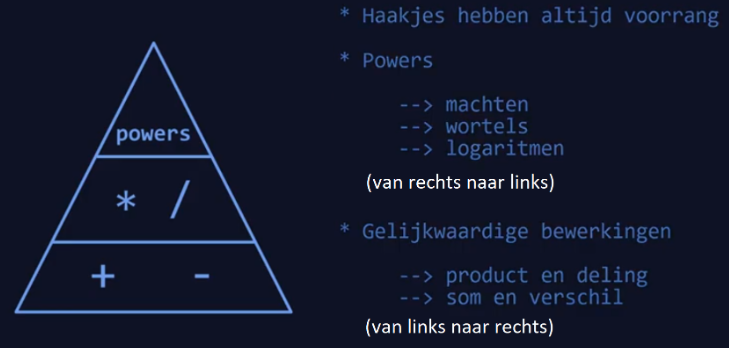 powers
* /
+ -
* Haakjes hebben altijd voorrang
* Powers
--> machten
--> wortels
--> logaritmen
(van rechts naar links)
* Gelijkwaardige bewerkingen
--> product en deling
--> som en verschil
(van links naar rechts)